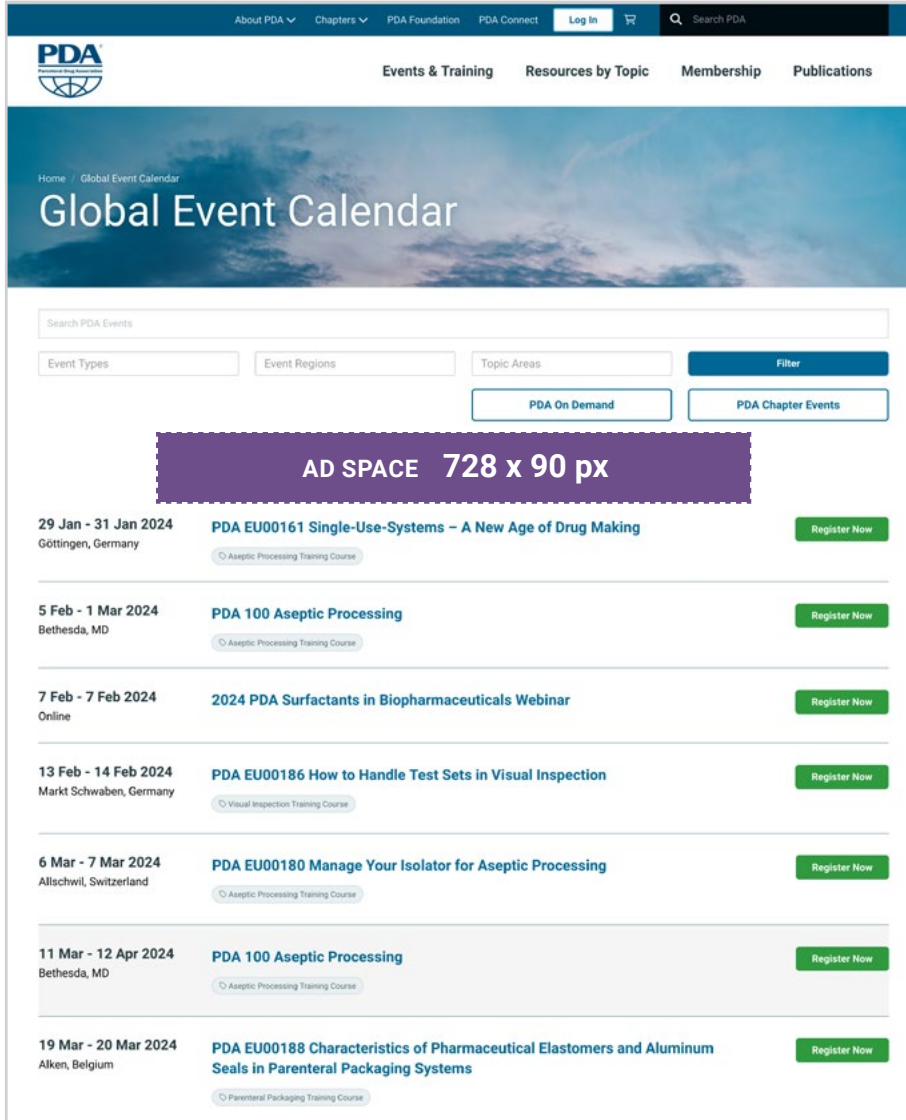 About PDA Chapters PDA Foundation PDA Connect Log In Search PDA
PDA
Parenteral Drug Association
Events & Training Resources by Topic Membership Publications
Home / Global Event Calendar
Global Event Calendar
Search PDA Events
Event Types Event Regions Topic Areas Filter
PDA On Demand PDA Chapter Events
AD SPACE 728 x 90 px
29 Jan - 31 Jan 2024 PDA EU00161 Single-Use-Systems – A New Age of Drug Making Register Now
Göttingen, Germany
Aseptic Processing Training Course
5 Feb - 1 Mar 2024 PDA 100 Aseptic Processing Register Now
Bethesda, MD
Aseptic Processing Training Course
7 Feb - 7 Feb 2024 2024 PDA Surfactants in Biopharmaceuticals Webinar Register Now
Online
13 Feb - 14 Feb 2024 PDA EU00186 How to Handle Test Sets in Visual Inspection Register Now
Markt Schwaben, Germany
Visual Inspection Training Course
6 Mar - 7 Mar 2024 PDA EU00180 Manage Your Isolator for Aseptic Processing Register Now
Allschwil, Switzerland
Aseptic Processing Training Course
11 Mar - 12 Apr 2024 PDA 100 Aseptic Processing Register Now
Bethesda, MD
Aseptic Processing Training Course
19 Mar - 20 Mar 2024 PDA EU00188 Characteristics of Pharmaceutical Elastomers and Aluminum Register Now
Alken, Belgium Seals in Parenteral Packaging Systems
Parenteral Packaging Training Course